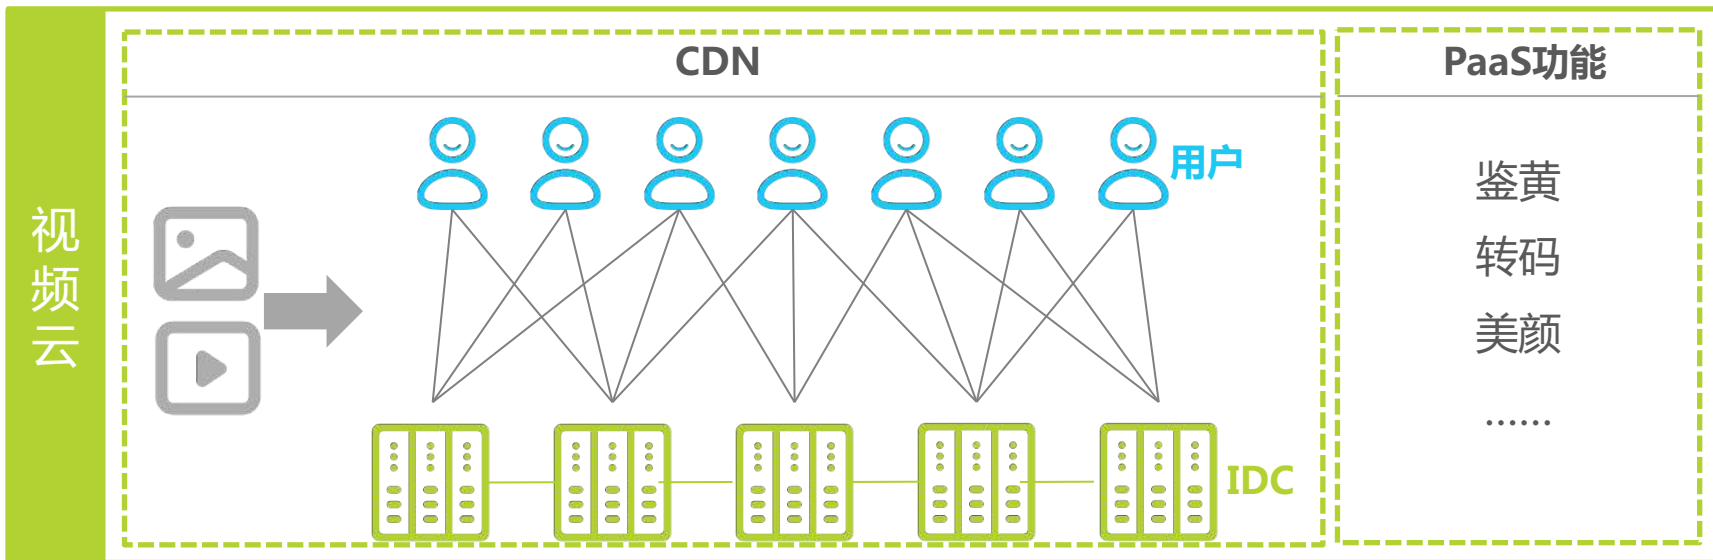 视频云
CDN
用户
IDC
PaaS功能
鉴黄
转码
美颜
……